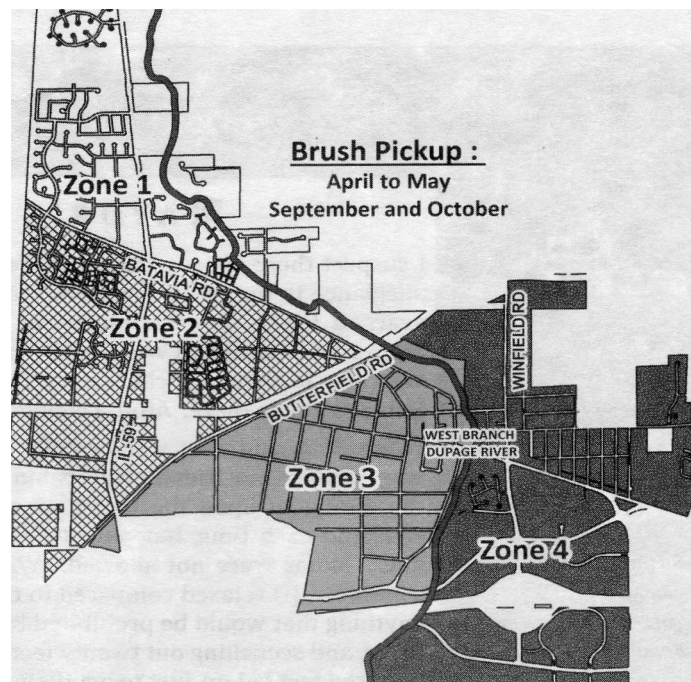 Brush Pickup :
April to May
September and October
Zone 1
BATAVIA RD
Zone 2
WINFIELD RD
BUTTERFIELD RD
IL-59
WEST BRANCH
DUPAGE RIVER
Zone 3
Zone 4